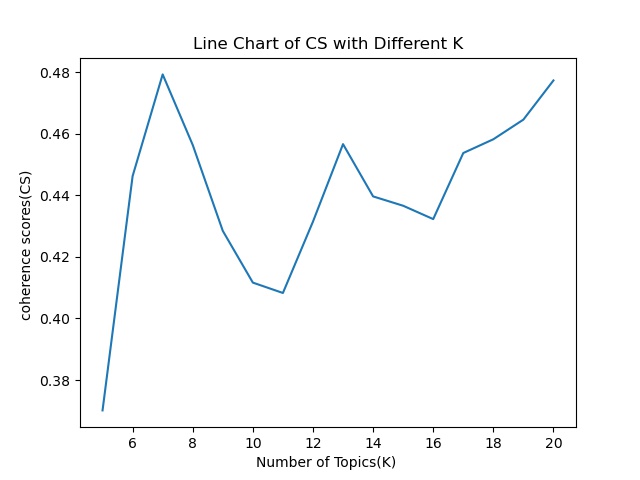 Line Chart of CS with Different K
coherence scores(CS)
0.48
0.46
0.44
0.42
0.40
0.38
6 8 10 12 14 16 18 20
Number of Topics(K)